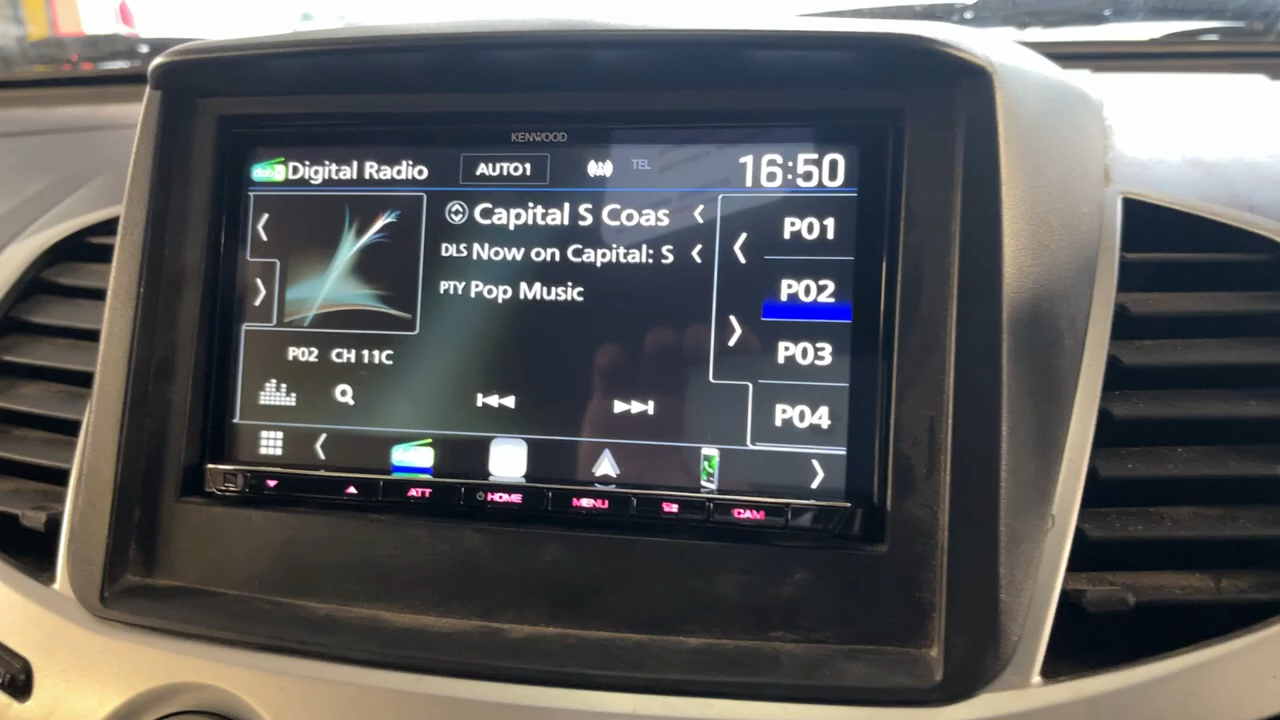 KENWOOD
dab Digital Radio AUTO1 TEL 16:50
Capital S Coas
DLS Now on Capital: S
PTY Pop Music
P01
P02
P03
P04
P02 CH 11C
ATT HOME MENU CAM